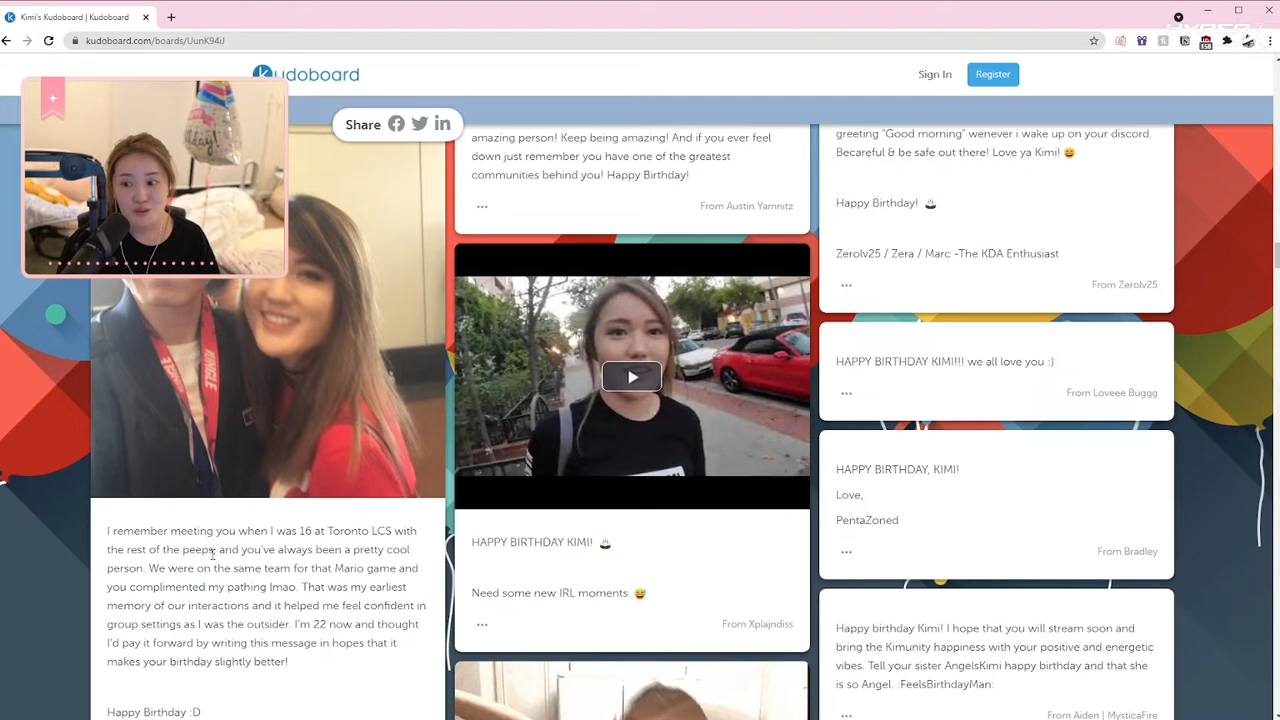 Kimi's Kudoboard | Kudoboard
kudoboard.com/boards/UunK94iJ
158
kudoboard
Sign In
Register
Share
I remember meeting you when I was 16 at Toronto LCS with
the rest of the peeps and you've always been a pretty cool
person. We were on the same team for that Mario game and
you complimented my pathing lmao. That was my earliest
memory of our interactions and it helped me feel confident in
group settings as I was the outsider. I'm 22 now and thought
I'd pay it forward by writing this message in hopes that it
makes your birthday slightly better!
Happy Birthday :D
amazing person! Keep being amazing! And if you ever feel
down just remember you have one of the greatest
communities behind you! Happy Birthday!
From Austin Yamnitz
HAPPY BIRTHDAY KIMI! 🎂
Need some new IRL moments 😅
From Xplajndiss
greeting "Good morning" wenever i wake up on your discord.
Becareful & be safe out there! Love ya Kimi! 😄
Happy Birthday! 🎂
Zerolv25 / Zera / Marc -The KDA Enthusiast
From Zerolv25
HAPPY BIRTHDAY KIMI!!! we all love you :)
From Loveee Buggg
HAPPY BIRTHDAY, KIMI!
Love,
PentaZoned
From Bradley
Happy birthday Kimi! I hope that you will stream soon and
bring the Kimunity happiness with your positive and energetic
vibes. Tell your sister AngelsKimi happy birthday and that she
is so Angel. :FeelsBirthdayMan:
From Aiden | MysticaFire